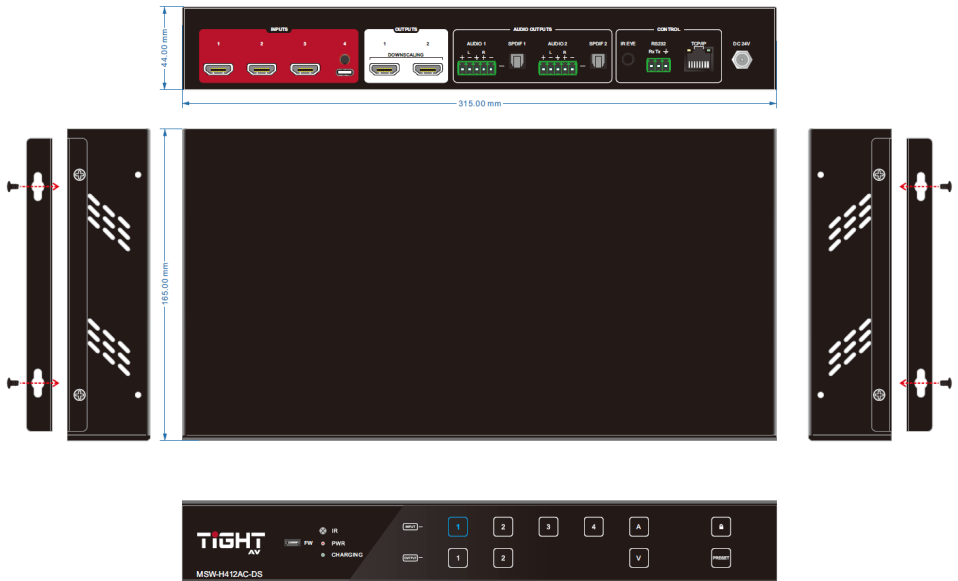 INPUTS
OUTPUTS
AUDIO OUTPUTS
CONTROL
1 2 3 4
1 2
DOWNSCALING
AUDIO 1 SPDIF 1 AUDIO 2 SPDIF 2
L R
L R
IR EYE RS232 TCP/IP DC 24V
Rx Tx
44.00 mm
315.00 mm
165.00 mm
TIGHT
AV
IR
FW PWR
CHARGING
MSW-H412AC-DS
INPUT 1 2 3 4 A
OUTPUT 1 2 V PRESET